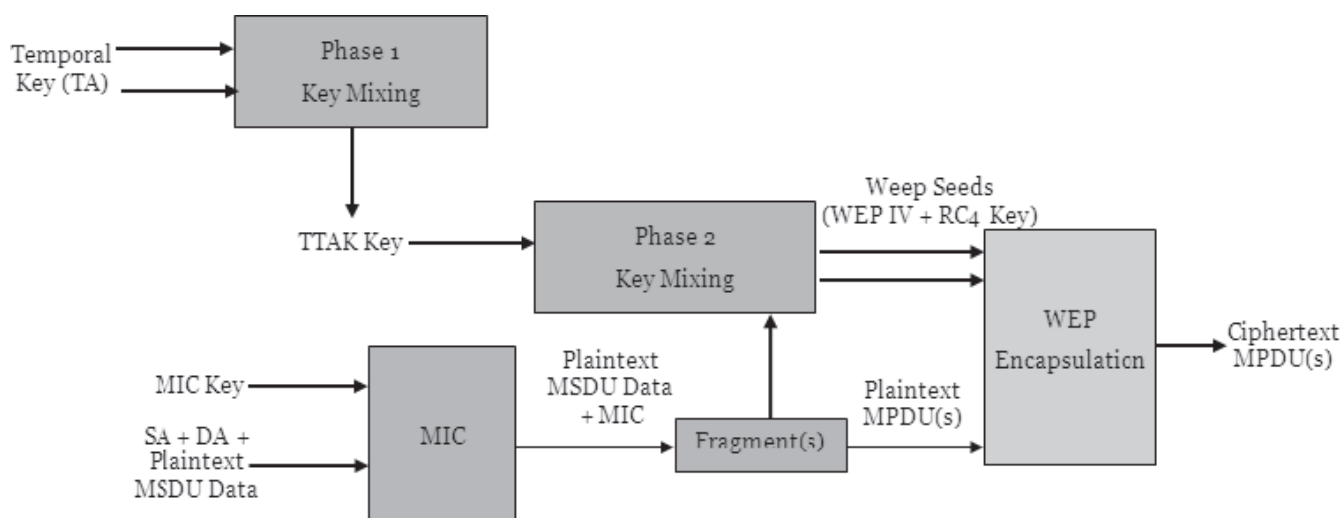 Temporal
Key (TA)
Phase 1
Key Mixing
TTAK Key
Phase 2
Key Mixing
Weep Seeds
(WEP IV + RC4 Key)
WEP
Encapsulation
Ciphertext
MPDU(s)
MIC Key
SA + DA +
Plaintext
MSDU Data
MIC
Plaintext
MSDU Data
+ MIC
Fragment(s)
Plaintext
MPDU(s)